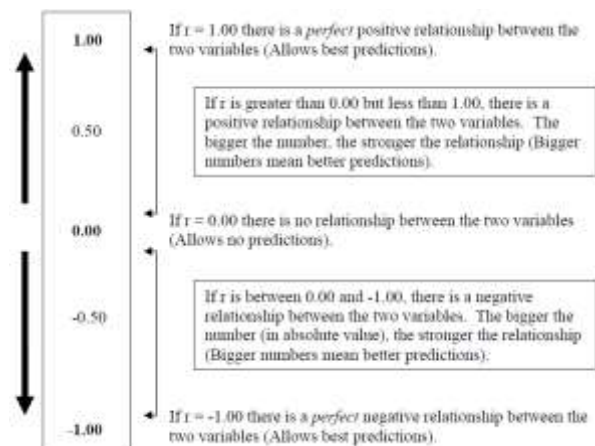 1.00
If r = 1.00 there is a perfect positive relationship between the
two variables (Allows best predictions).
0.50
If r is greater than 0.00 but less than 1.00, there is a
positive relationship between the two variables. The
bigger the number, the stronger the relationship (Bigger
numbers mean better predictions).
0.00
If r = 0.00 there is no relationship between the two variables
(Allows no predictions).
-0.50
If r is between 0.00 and -1.00, there is a negative
relationship between the two variables. The bigger the
number (in absolute value), the stronger the relationship
(Bigger numbers mean better predictions).
-1.00
If r = -1.00 there is a perfect negative relationship between the
two variables (Allows best predictions).